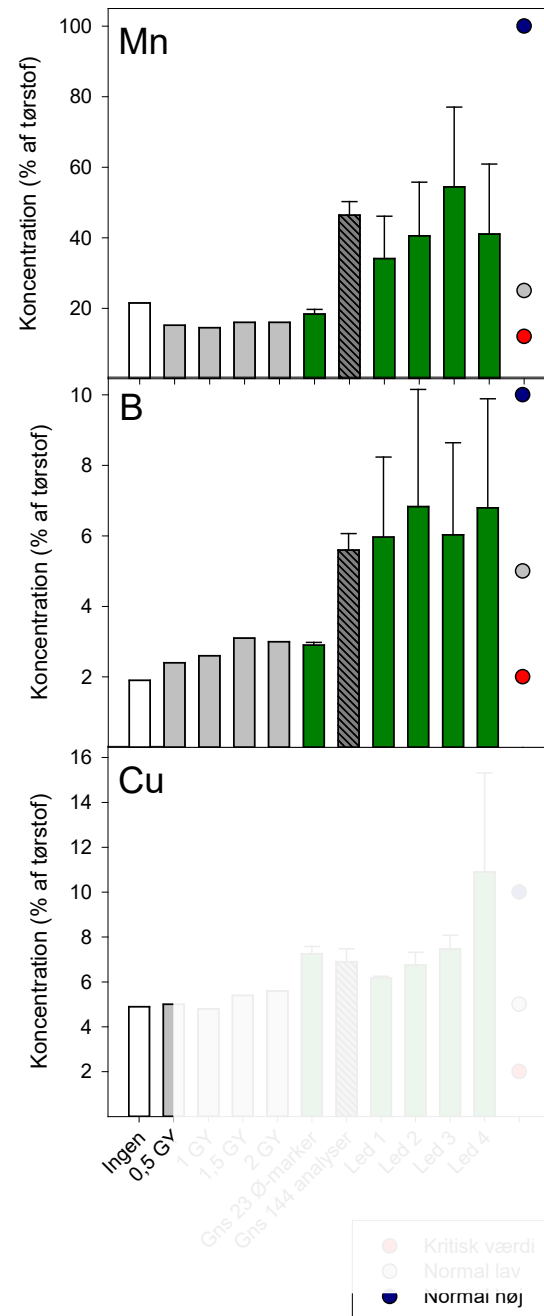 Mn
Koncentration (% af tørstof)
100
80
60
40
20
B
Koncentration (% af tørstof)
10
8
6
4
2
Cu
Koncentration (% af tørstof)
16
14
12
10
8
6
4
2
Ingen
0,5 GY
1 GY
1,5 GY
2 GY
Gns 23 Ø-marker
Gns 144 analyser
Led 1
Led 2
Led 3
Led 4
Kritisk værdi
Normal lav
Normal høj